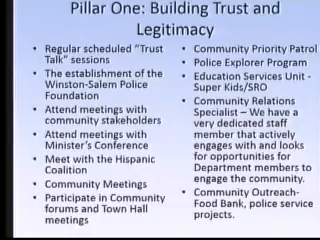 Pillar One: Building Trust and
Legitimacy
• Regular scheduled “Trust
Talk” sessions
• The establishment of the
Winston-Salem Police
Foundation
• Attend meetings with
community stakeholders
• Attend meetings with
Minister’s Conference
• Meet with the Hispanic
Coalition
• Community Meetings
• Participate in Community
forums and Town Hall
meetings
• Community Priority Patrol
• Police Explorer Program
• Education Services Unit -
Super Kids/SRO
• Community Relations
Specialist – We have a
very dedicated staff
member that actively
engages with and looks
for opportunities for
Department members to
engage the community.
• Community Outreach-
Food Bank, police service
projects.